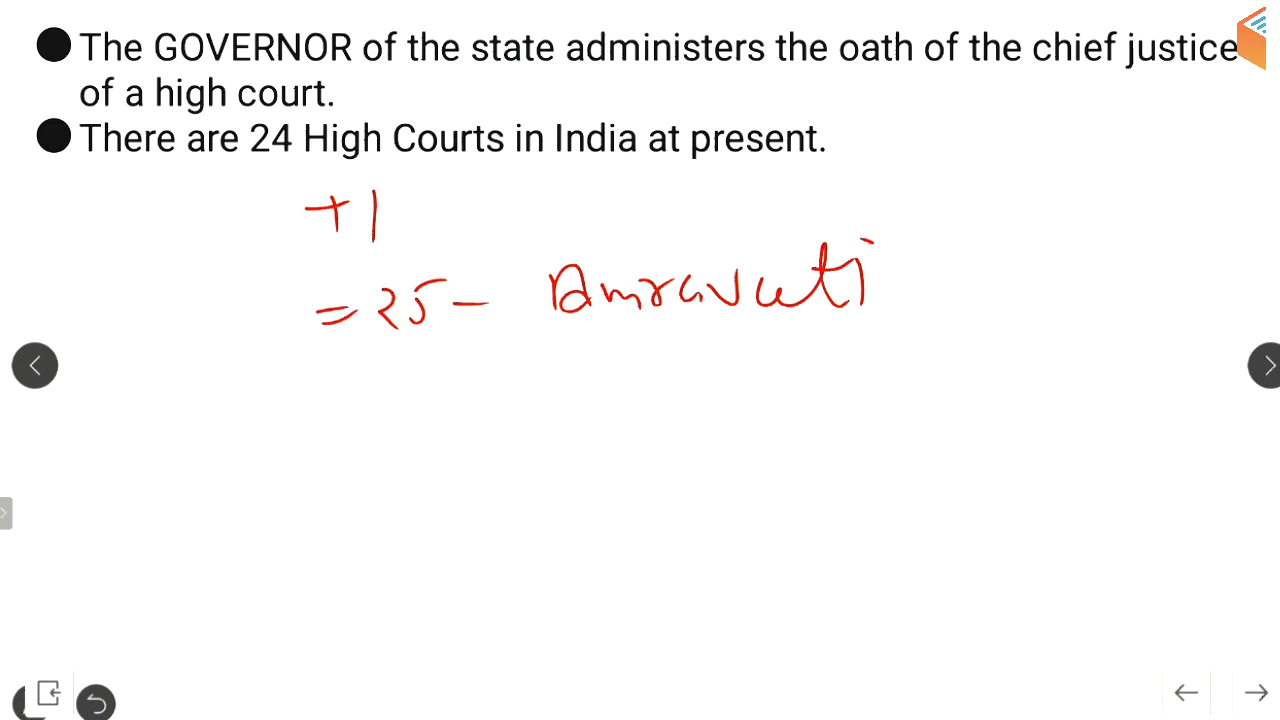 ● The GOVERNOR of the state administers the oath of the chief justice
of a high court.
● There are 24 High Courts in India at present.
+1
= 25 - Amravati